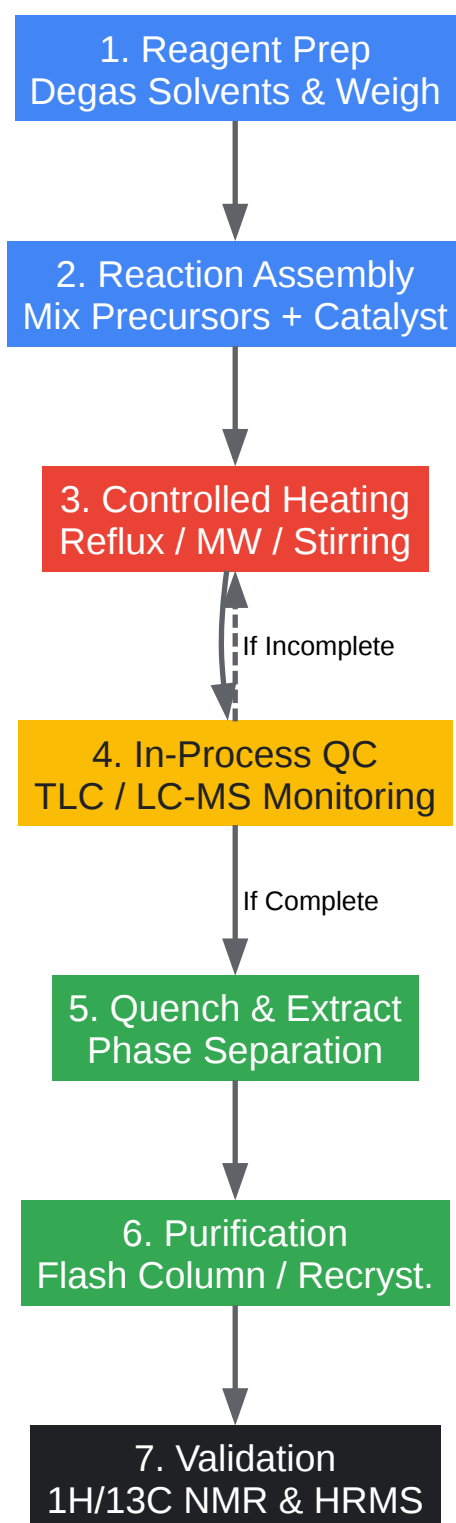 1. Reagent Prep
Degas Solvents & Weigh
2. Reaction Assembly
Mix Precursors + Catalyst
3. Controlled Heating
Reflux / MW / Stirring
If Incomplete
4. In-Process QC
TLC / LC-MS Monitoring
If Complete
5. Quench & Extract
Phase Separation
6. Purification
Flash Column / Recryst.
7. Validation
1H/13C NMR & HRMS